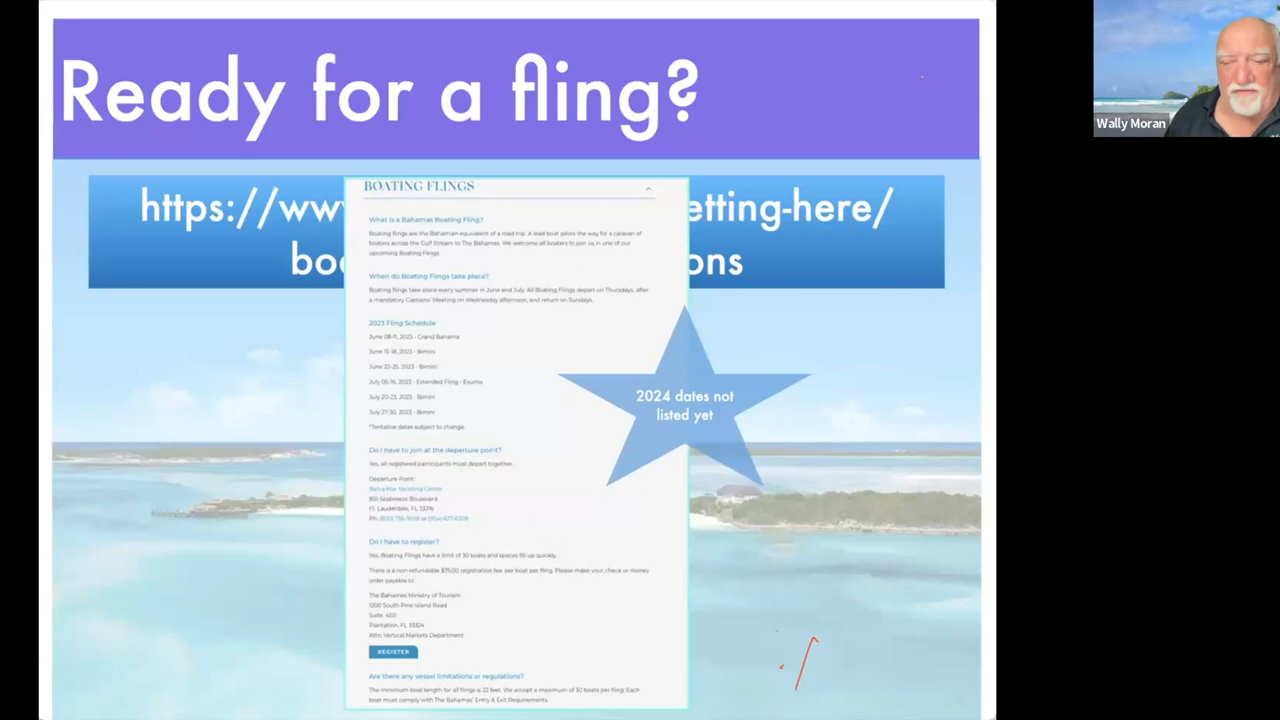 Ready for a fling?
Wally Moran
https://ww
etting-here/
boa
ons
BOATING FLINGS
What is a Bahamas Boating Fling?
Boating flings are the Bahamian equivalent of a road trip. A lead boat pilots the way for a caravan of
boaters across the Gulf Stream to The Bahamas. We welcome all boaters to join us in one of our
upcoming Boating Flings.
When do Boating Flings take place?
Boating flings take place every summer in June and July. All Boating Flings depart on Thursdays, after
a mandatory Captains' Meeting on Wednesday afternoon, and return on Sundays.
2023 Fling Schedule
June 08-11, 2023 - Grand Bahama
June 15-18, 2023 - Bimini
June 22-25, 2023 - Bimini
July 06-16, 2023 - Extended Fling - Exuma
July 20-23, 2023 - Bimini
July 27-30, 2023 - Bimini
*Tentative dates subject to change.
2024 dates not
listed yet
Do I have to join at the departure point?
Yes, all registered participants must depart together.
Departure Point:
Bahia Mar Yachting Center
801 Seabreeze Boulevard
Ft. Lauderdale, FL 33316
Ph: or
Do I have to register?
Yes, Boating Flings have a limit of 30 boats and spaces fill up quickly.
There is a non-refundable $75.00 registration fee, per boat per fling. Please make your check or money
order payable to:
The Bahamas Ministry of Tourism
1200 South Pine Island Road
Suite 450
Plantation, FL 33324
Attn: Vertical Markets Department
REGISTER
Are there any vessel limitations or regulations?
The minimum boat length for all flings is 22 feet. We accept a maximum of 30 boats per fling. Each
boat must comply with The Bahamas' Entry & Exit Requirements.